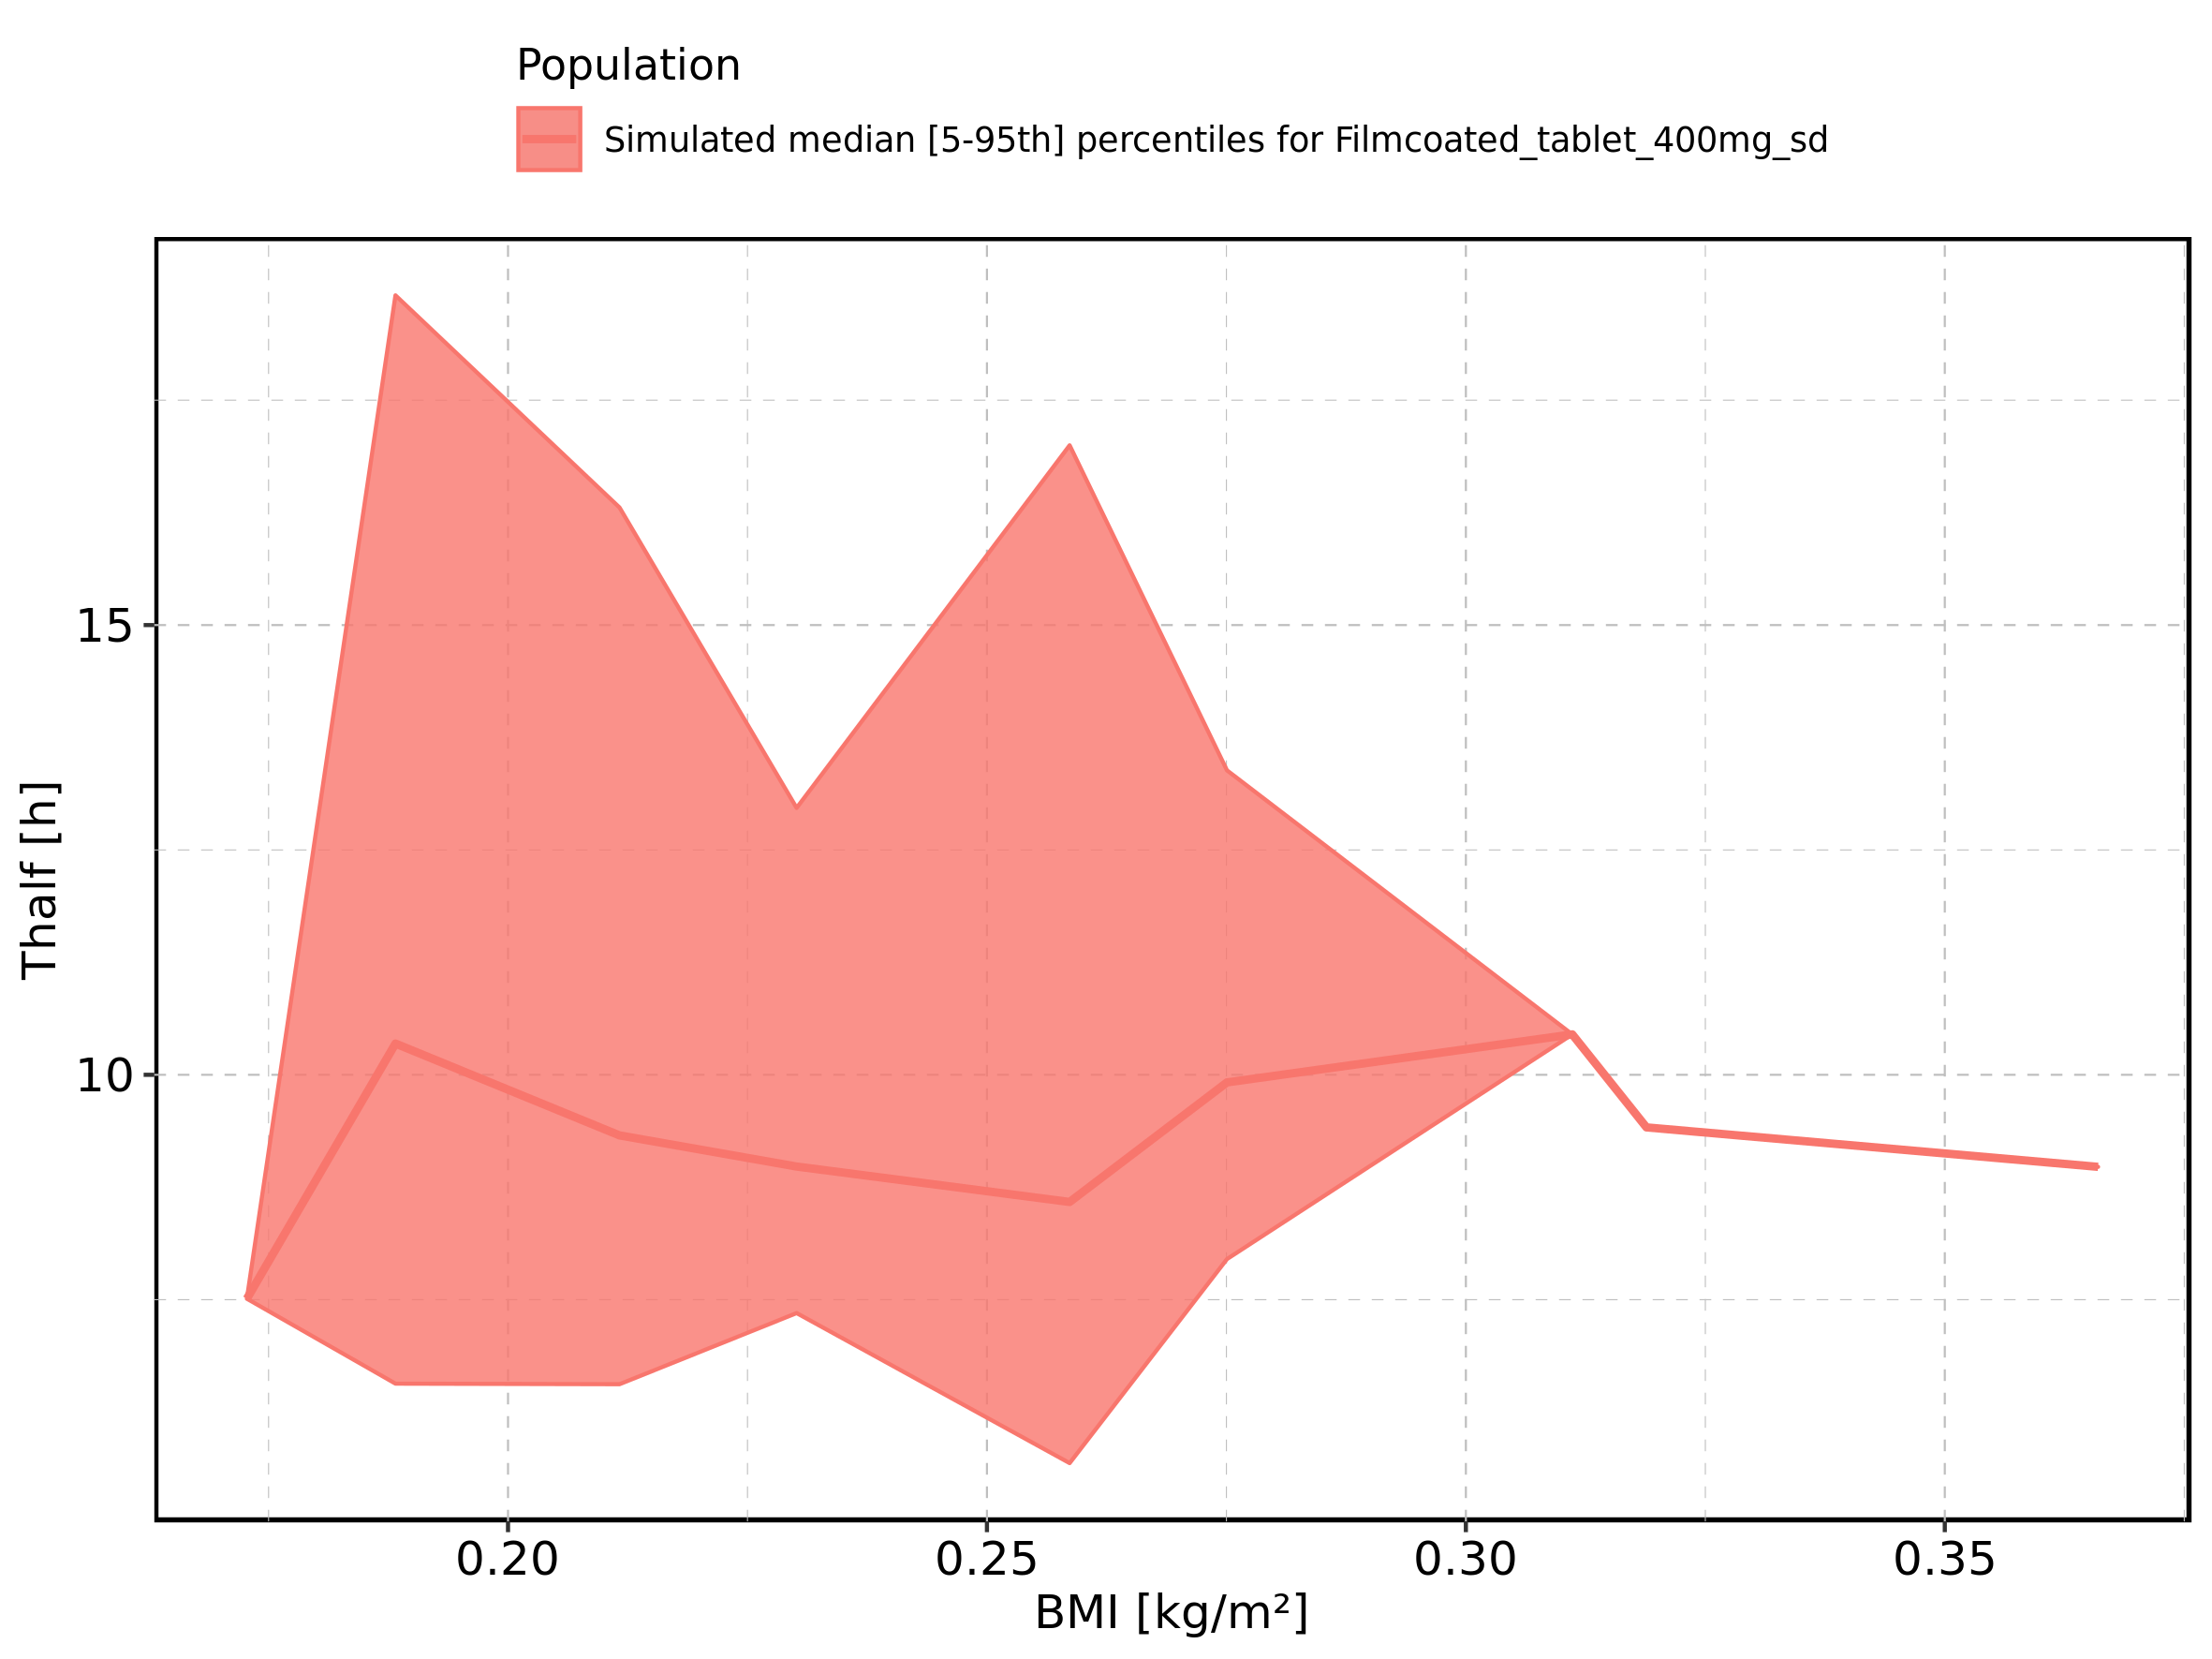 Population
Simulated median [5-95th] percentiles for Filmcoated_tablet_400mg_sd
15
10
Thalf [h]
0.20 0.25 0.30 0.35
BMI [kg/m²]